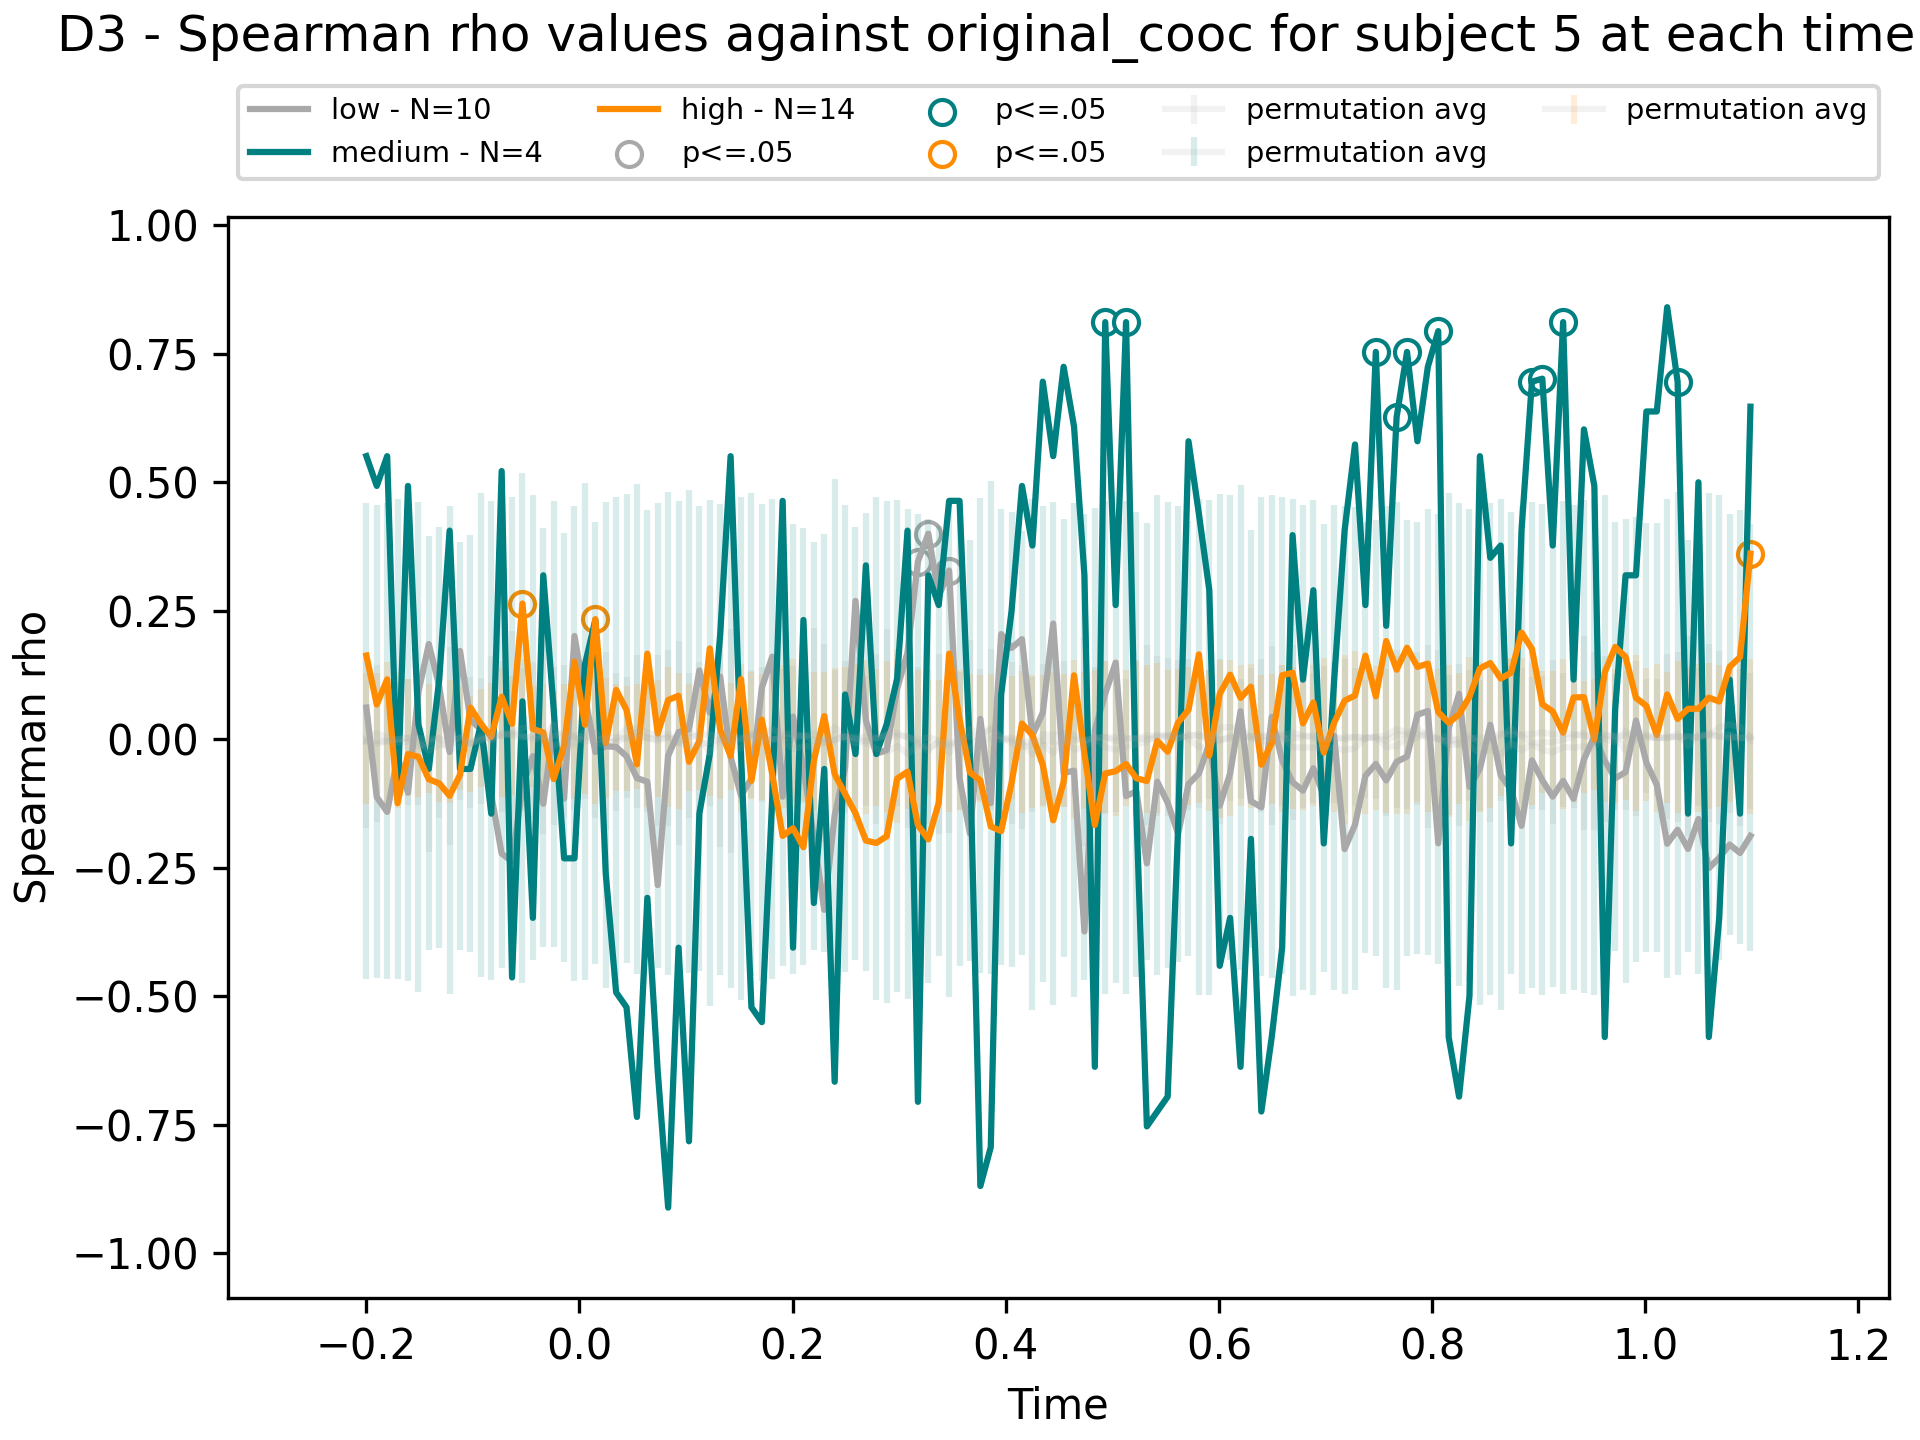 D3 - Spearman rho values against original_cooc for subject 5 at each time
low - N=10
medium - N=4
high - N=14
p<=.05
p<=.05
p<=.05
permutation avg
permutation avg
permutation avg
1.00
0.75
0.50
0.25
0.00
−0.25
−0.50
−0.75
−1.00
Spearman rho
−0.2 0.0 0.2 0.4 0.6 0.8 1.0 1.2
Time